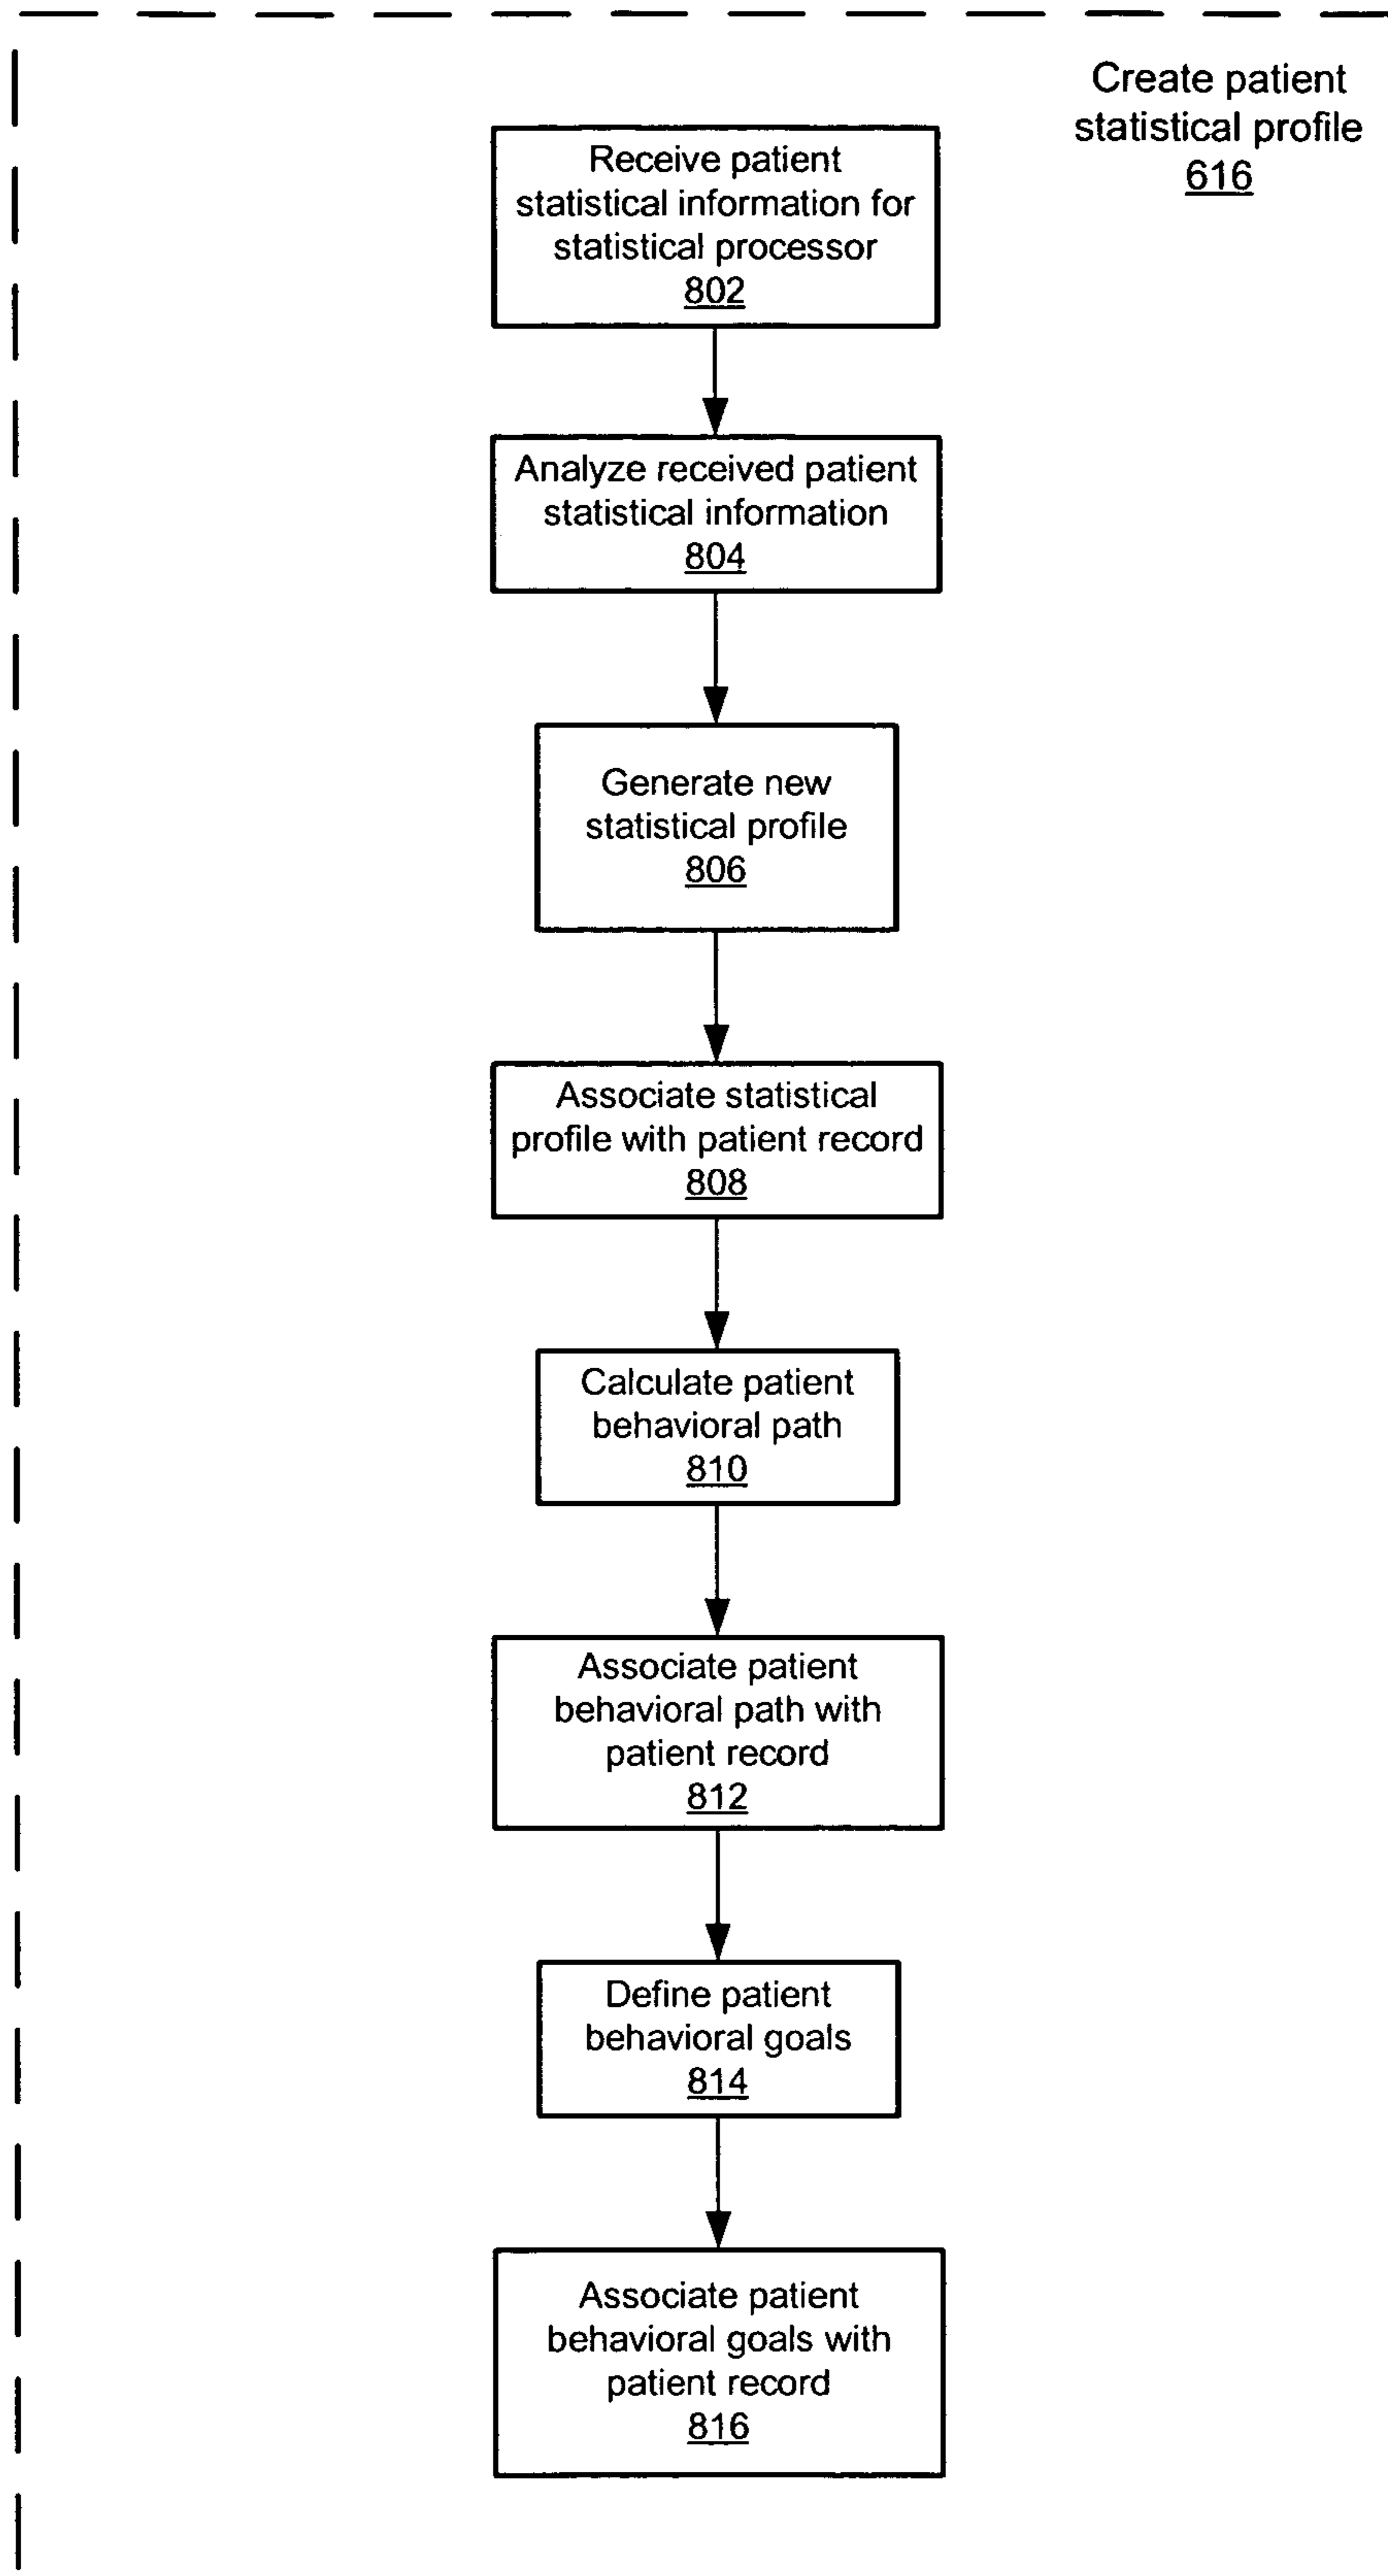 Create patient
statistical profile
616
Receive patient
statistical information for
statistical processor
802
Analyze received patient
statistical information
804
Generate new
statistical profile
806
Associate statistical
profile with patient record
808
Calculate patient
behavioral path
810
Associate patient
behavioral path with
patient record
812
Define patient
behavioral goals
814
Associate patient
behavioral goals with
patient record
816